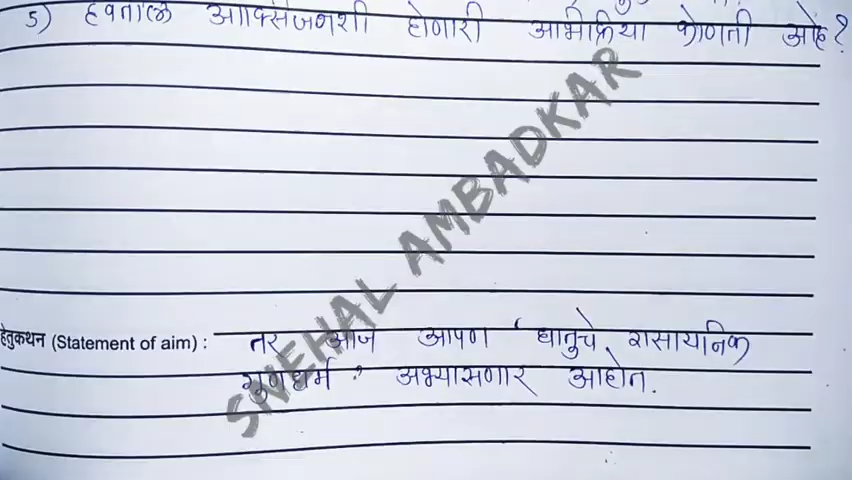 5) हवेतील ऑक्सिजनशी होणारी अभिक्रिया कोणती आहे?
हेतुकथन (Statement of aim) : तर आज आपण 'धातुचे रासायनिक
गुणधर्म' अभ्यासणार आहोत.
SNEHAL AMBADKAR